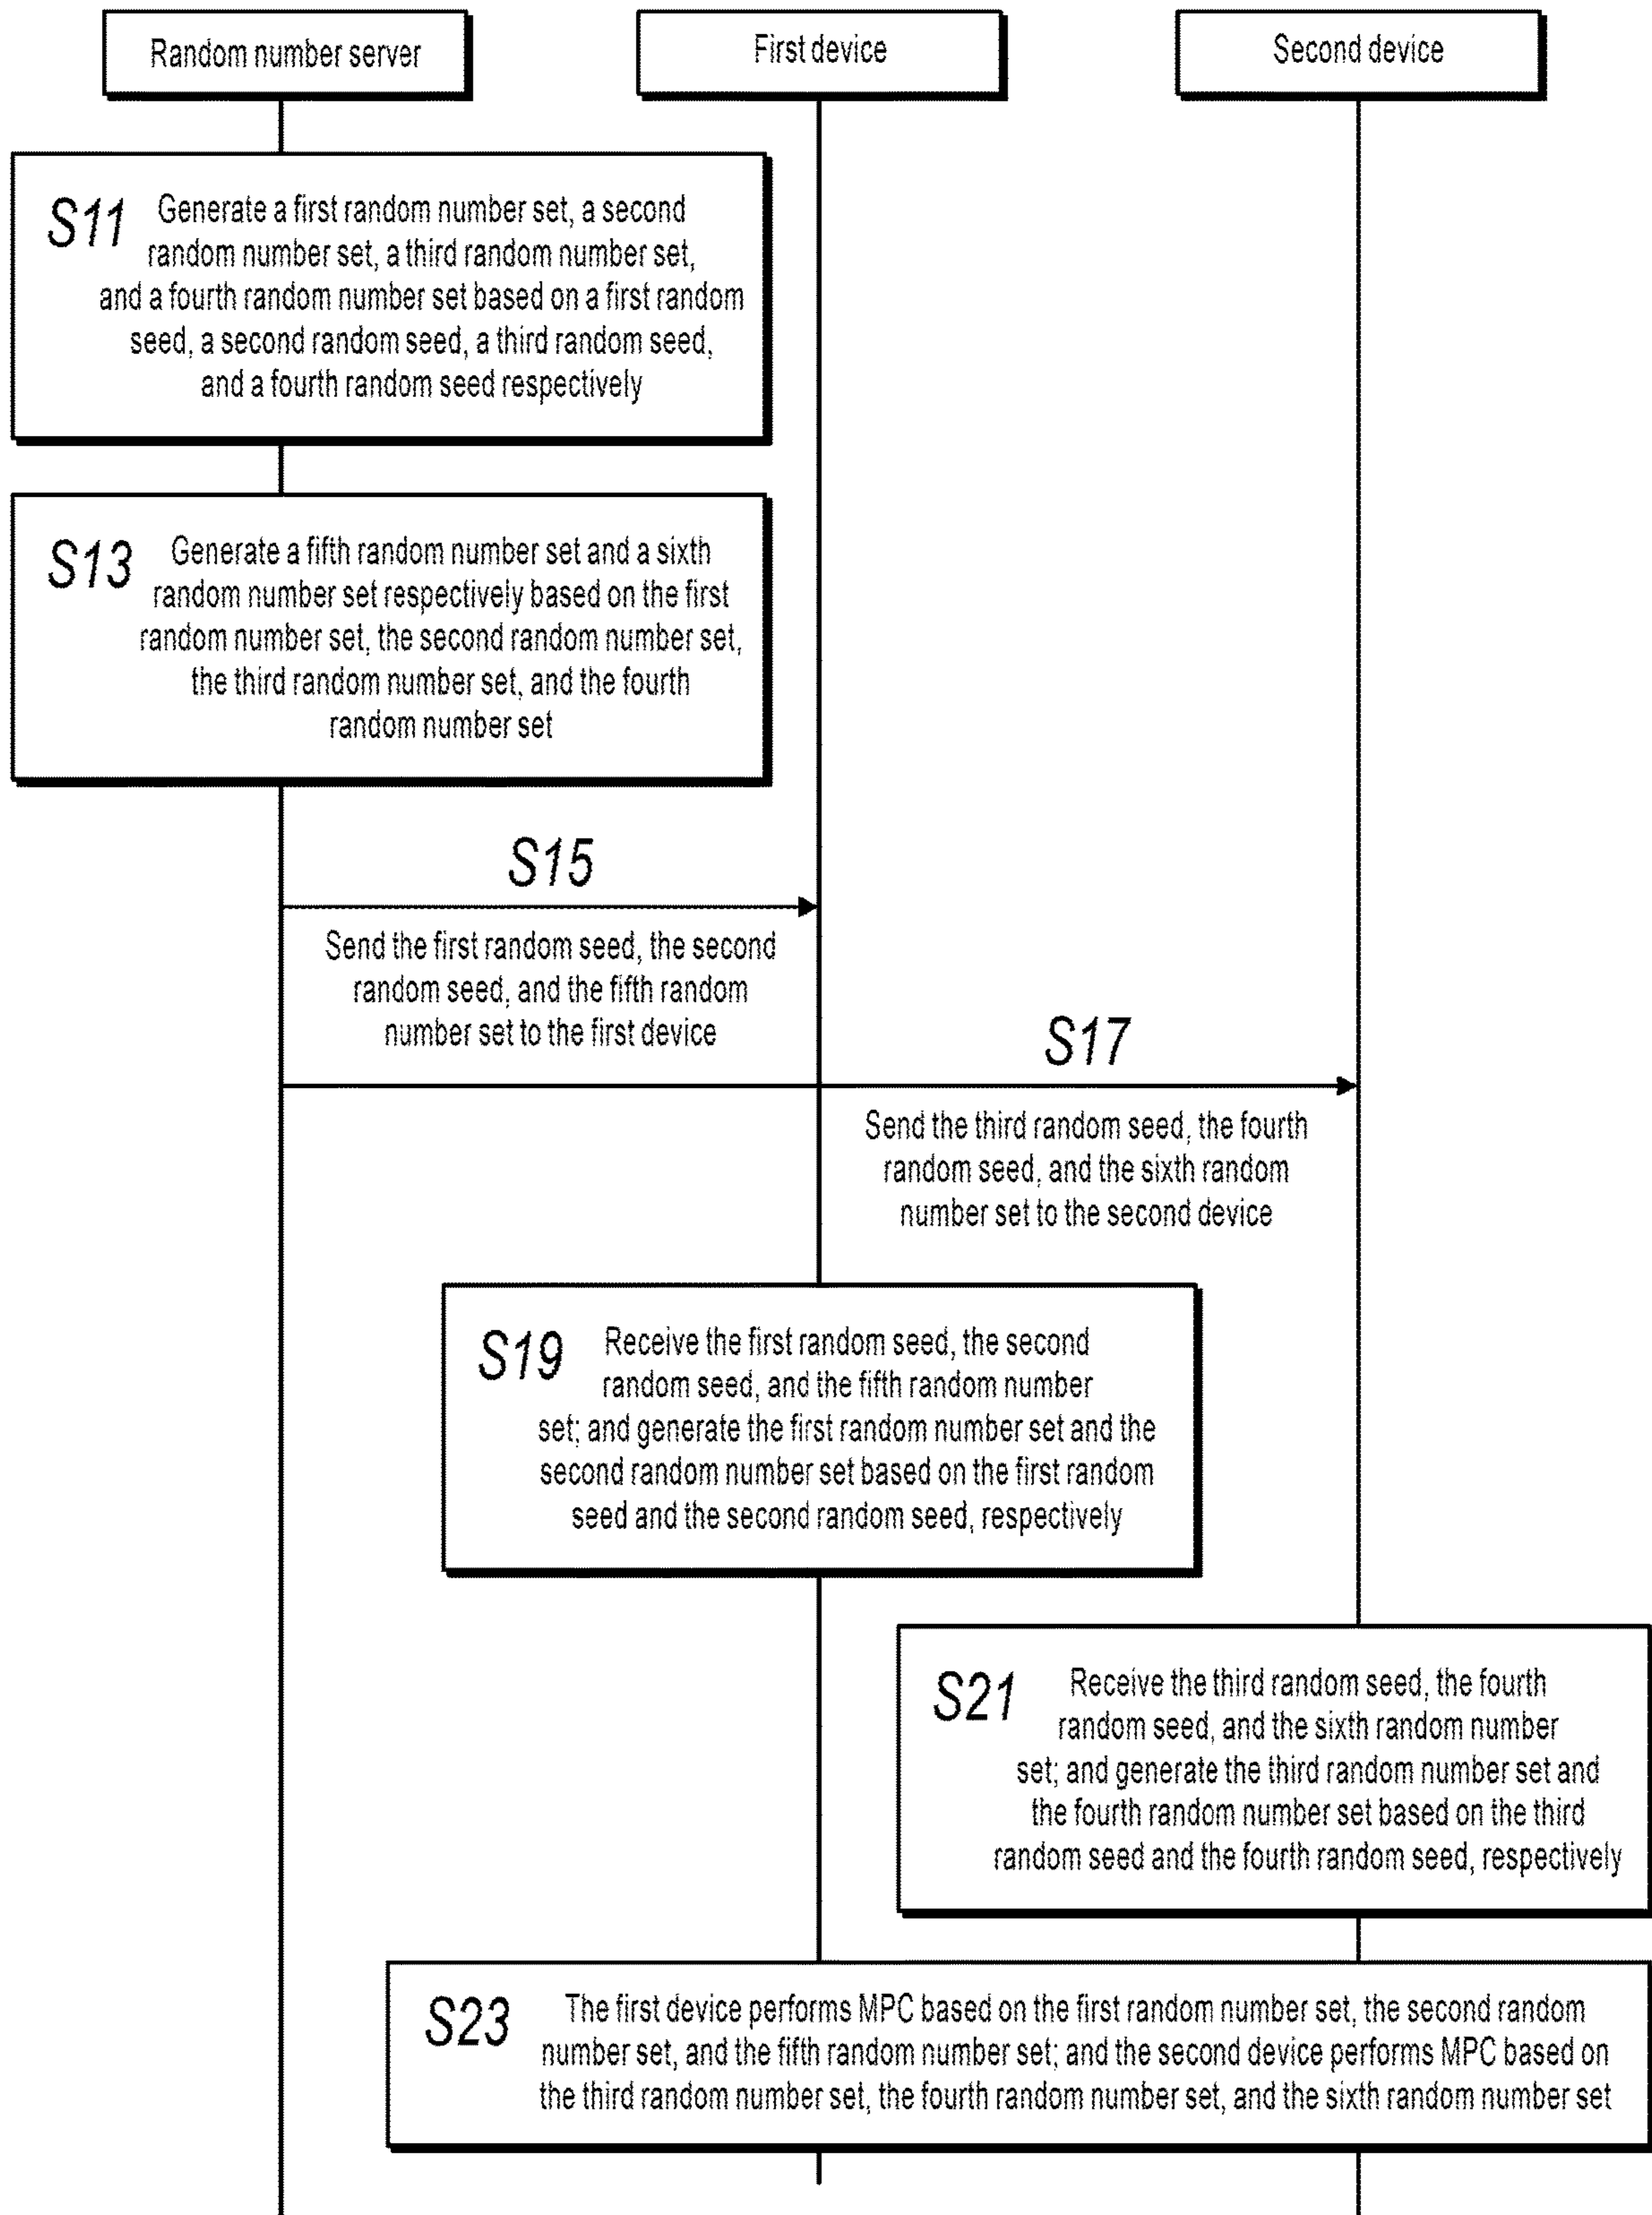 Random number server
First device
Second device
S11
Generate a first random number set, a second
random number set, a third random number set,
and a fourth random number set based on a first random
seed, a second random seed, a third random seed,
and a fourth random seed respectively
S13
Generate a fifth random number set and a sixth
random number set respectively based on the first
random number set, the second random number set,
the third random number set, and the fourth
random number set
S15
Send the first random seed, the second
random seed, and the fifth random
number set to the first device
S17
Send the third random seed, the fourth
random seed, and the sixth random
number set to the second device
S19
Receive the first random seed, the second
random seed, and the fifth random number
set; and generate the first random number set and the
second random number set based on the first random
seed and the second random seed, respectively
S21
Receive the third random seed, the fourth
random seed, and the sixth random number
set; and generate the third random number set and
the fourth random number set based on the third
random seed and the fourth random seed, respectively
S23
The first device performs MPC based on the first random number set, the second random
number set, and the fifth random number set; and the second device performs MPC based on
the third random number set, the fourth random number set, and the sixth random number set